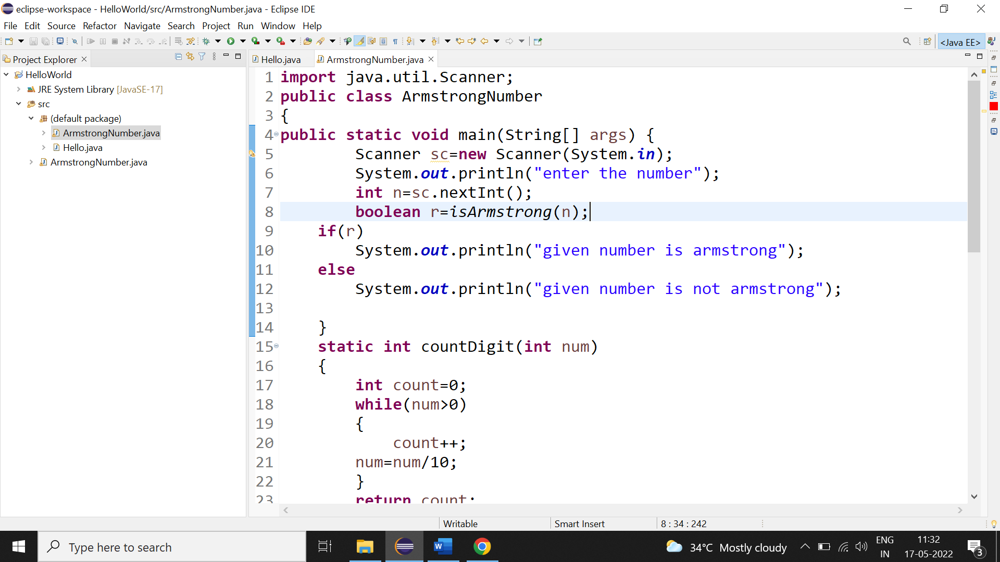 eclipse-workspace - HelloWorld/src/ArmstrongNumber.java - Eclipse IDE
File Edit Source Refactor Navigate Search Project Run Window Help
<Java EE>
Project Explorer
Hello.java
ArmstrongNumber.java
HelloWorld
JRE System Library [JavaSE-17]
src
(default package)
ArmstrongNumber.java
Hello.java
ArmstrongNumber.java
1 import java.util.Scanner;
2 public class ArmstrongNumber
3 {
4 public static void main(String[] args) {
5 Scanner sc=new Scanner(System.in);
6 System.out.println("enter the number");
7 int n=sc.nextInt();
8 boolean r=isArmstrong(n);
9 if(r)
10 System.out.println("given number is armstrong");
11 else
12 System.out.println("given number is not armstrong");
13
14 }
15 static int countDigit(int num)
16 {
17 int count=0;
18 while(num>0)
19 {
20 count++;
21 num=num/10;
22 }
23 return count;
Writable
Smart Insert
8 : 34 : 242
Type here to search
34°C Mostly cloudy
ENG
IN
11:32
17-05-2022
3